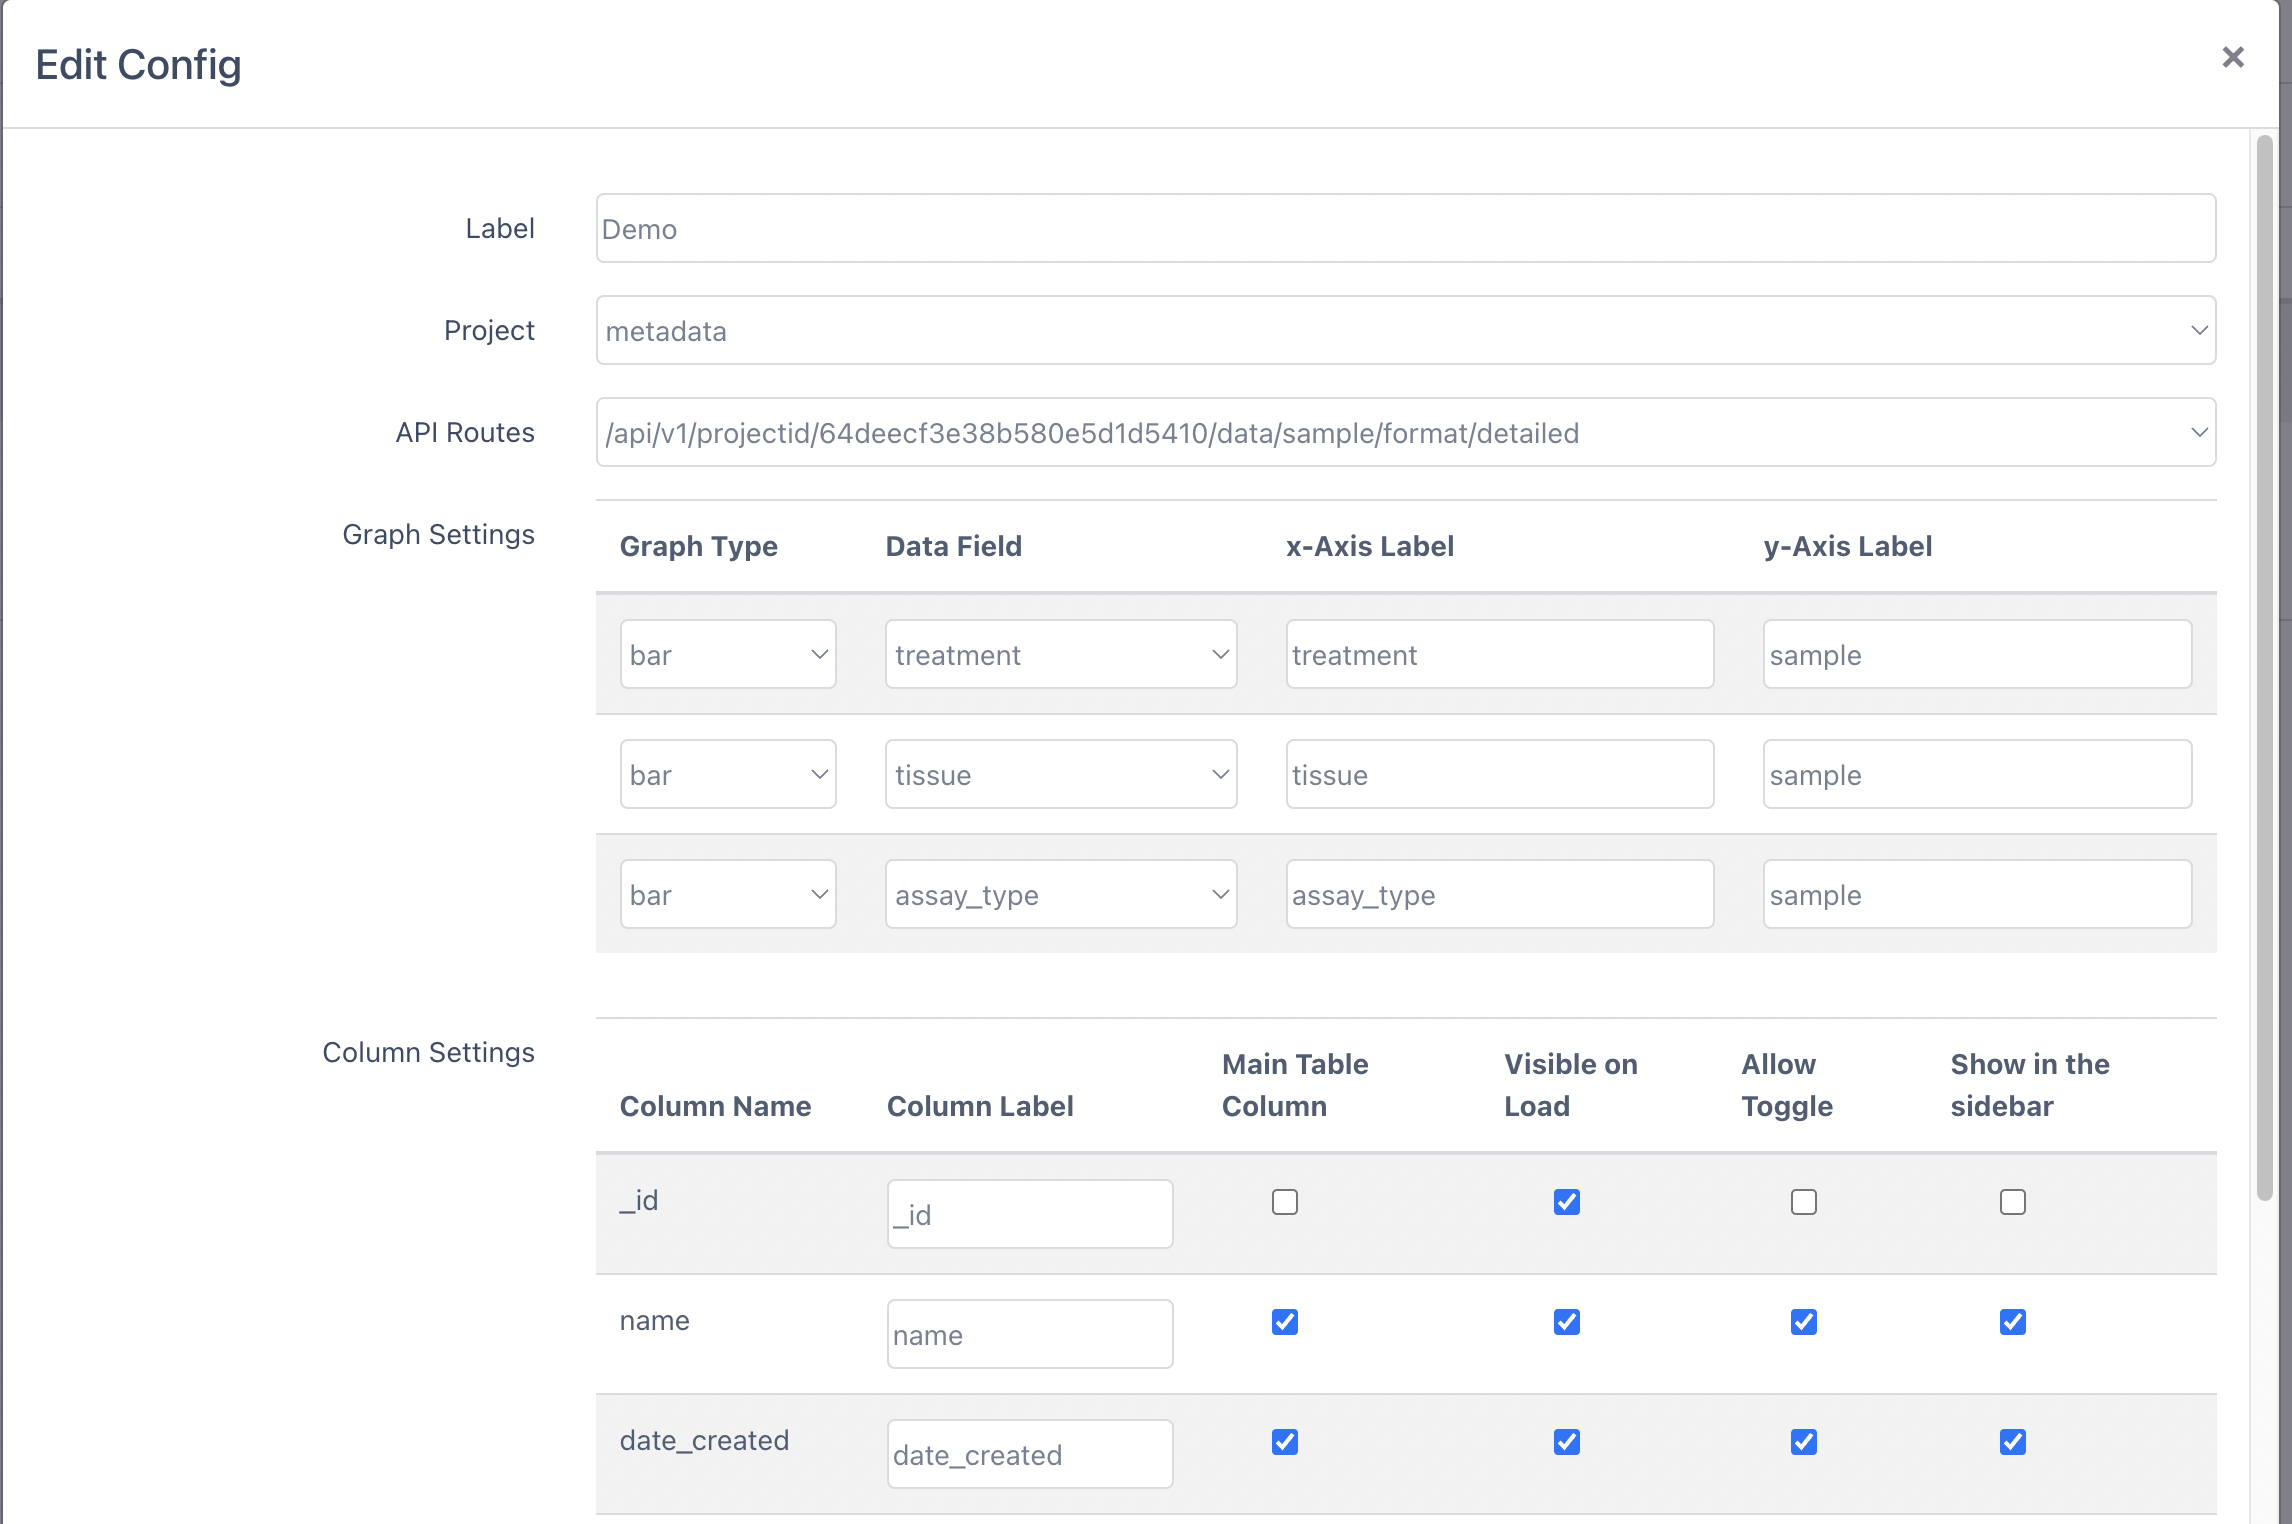 Edit Config
Label
Demo
Project
metadata
API Routes
/api/v1/projectid/64deecf3e38b580e5d1d5410/data/sample/format/detailed
Graph Settings
Graph Type Data Field x-Axis Label y-Axis Label
bar treatment treatment sample
bar tissue tissue sample
bar assay_type assay_type sample
Column Settings
Column Name Column Label Main Table Column Visible on Load Allow Toggle Show in the sidebar
_id _id
name name
date_created date_created